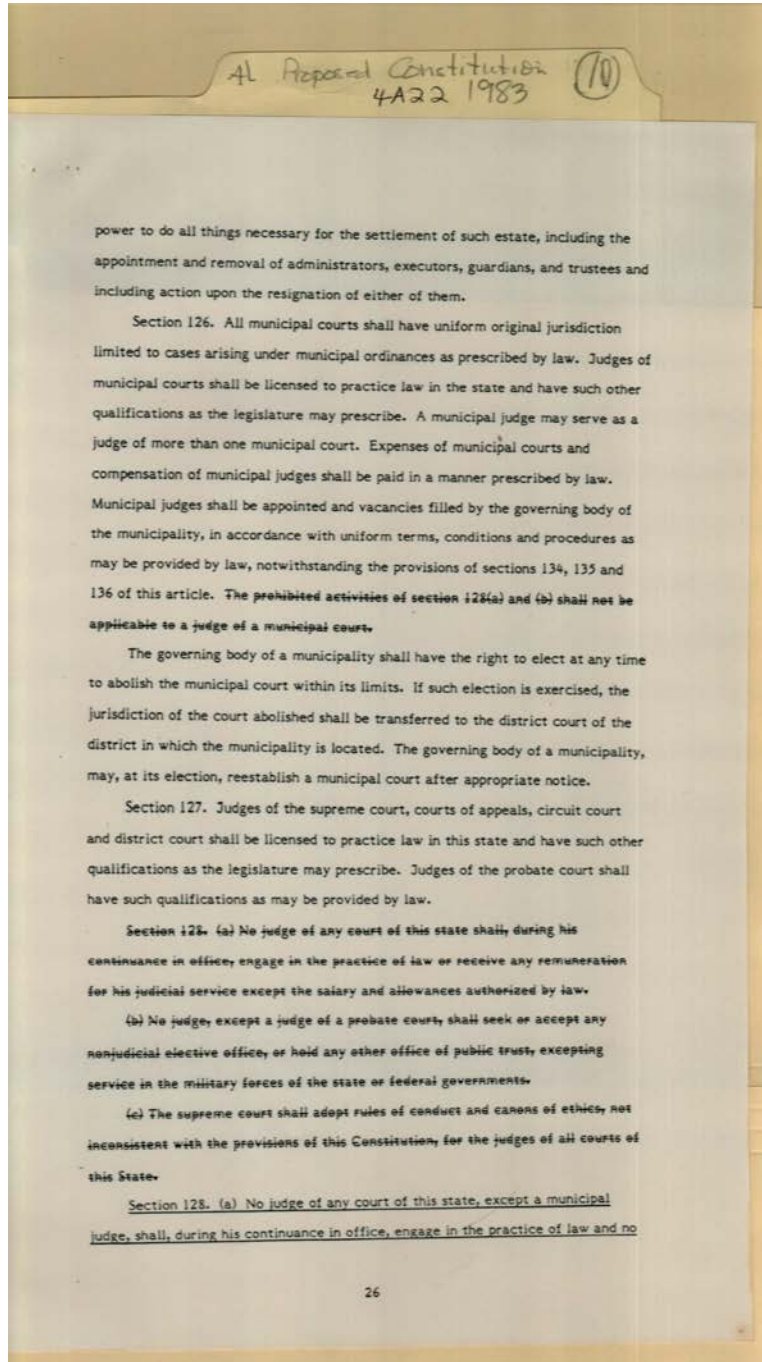 AL Proposed Constitution 10
4A22 1983
power to do all things necessary for the settlement of such estate, including the
appointment and removal of administrators, executors, guardians, and trustees and
including action upon the resignation of either of them.
Section 126. All municipal courts shall have uniform original jurisdiction
limited to cases arising under municipal ordinances as prescribed by law. Judges of
municipal courts shall be licensed to practice law in the state and have such other
qualifications as the legislature may prescribe. A municipal judge may serve as a
judge of more than one municipal court. Expenses of municipal courts and
compensation of municipal judges shall be paid in a manner prescribed by law.
Municipal judges shall be appointed and vacancies filled by the governing body of
the municipality, in accordance with uniform terms, conditions and procedures as
may be provided by law, notwithstanding the provisions of sections 134, 135 and
136 of this article. The prohibited activities of section 128(a) and (b) shall not be
applicable to a judge of a municipal court.
The governing body of a municipality shall have the right to elect at any time
to abolish the municipal court within its limits. If such election is exercised, the
jurisdiction of the court abolished shall be transferred to the district court of the
district in which the municipality is located. The governing body of a municipality,
may, at its election, reestablish a municipal court after appropriate notice.
Section 127. Judges of the supreme court, courts of appeals, circuit court
and district court shall be licensed to practice law in this state and have such other
qualifications as the legislature may prescribe. Judges of the probate court shall
have such qualifications as may be provided by law.
Section 128. (a) No judge of any court of this state shall, during his
continuance in office, engage in the practice of law or receive any remuneration
for his judicial service except the salary and allowances authorized by law.
(b) No judge, except a judge of a probate court, shall seek or accept any
nonjudicial elective office, or hold any other office of public trust, excepting
service in the military forces of the state or federal governments.
(c) The supreme court shall adopt rules of conduct and canons of ethics, not
inconsistent with the provisions of this Constitution, for the judges of all courts of
this State.
Section 128. (a) No judge of any court of this state, except a municipal
judge, shall, during his continuance in office, engage in the practice of law and no
26